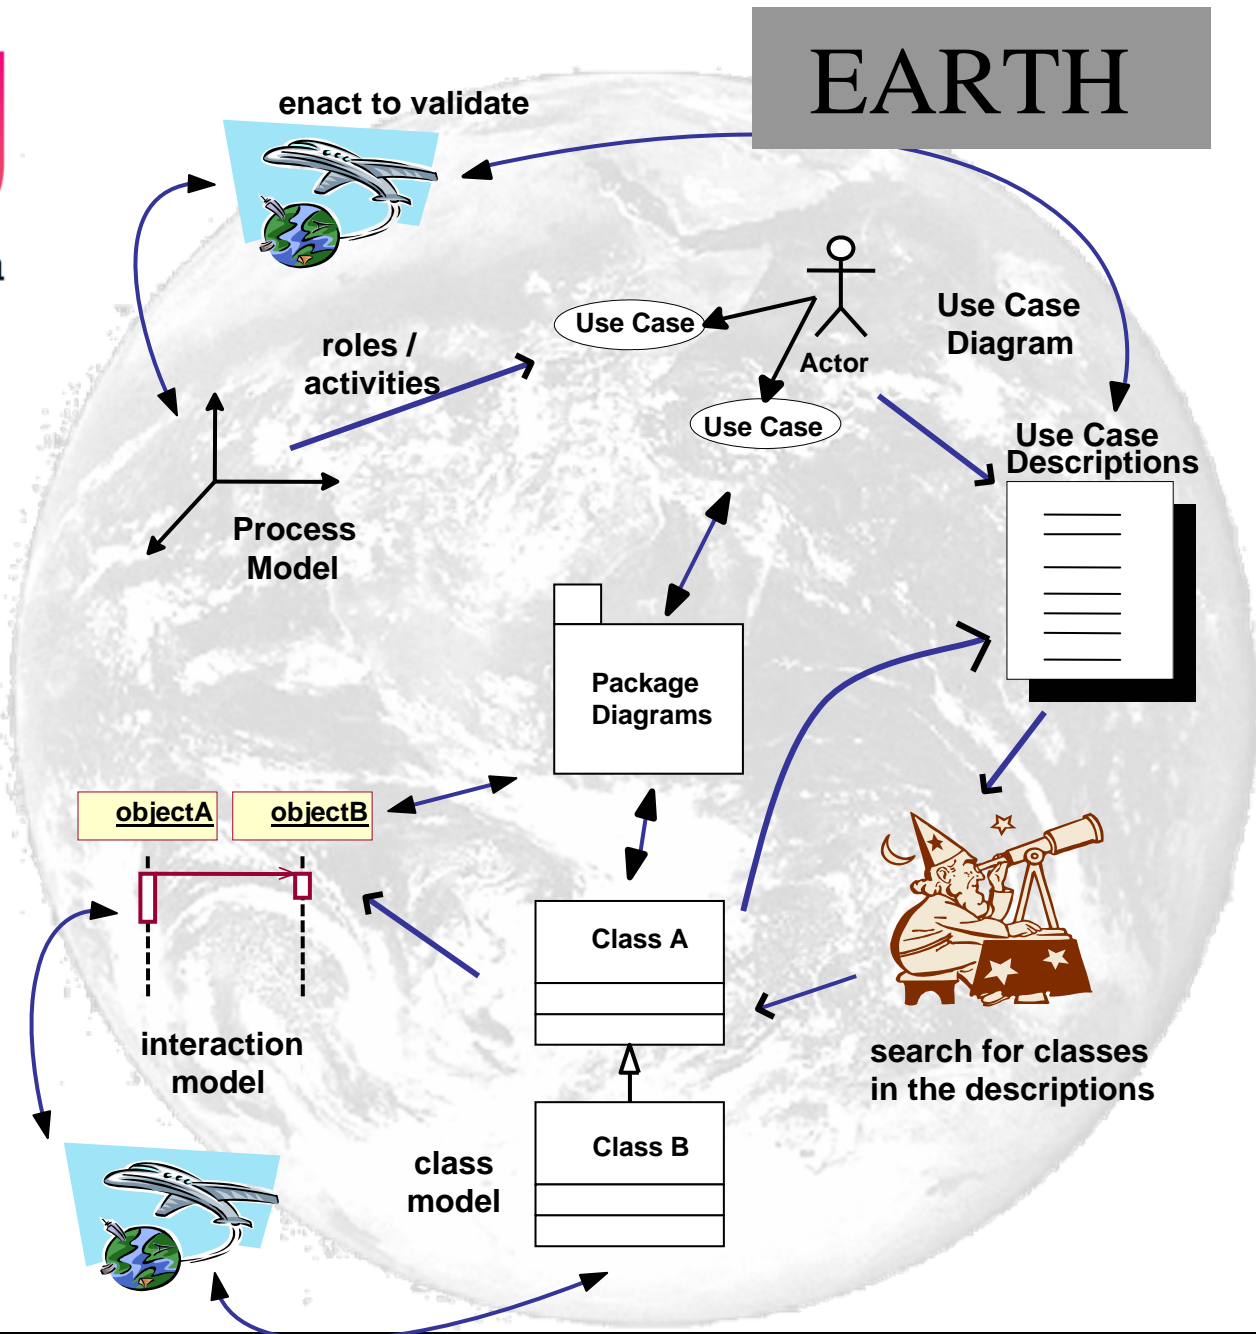 EARTH
enact to validate
Use Case
Diagram
Use Case
Actor
roles /
activities
Use Case
Use Case
Descriptions
Process
Model
Package
Diagrams
objectA
objectB
Class A
interaction
model
search for classes
in the descriptions
Class B
class
model